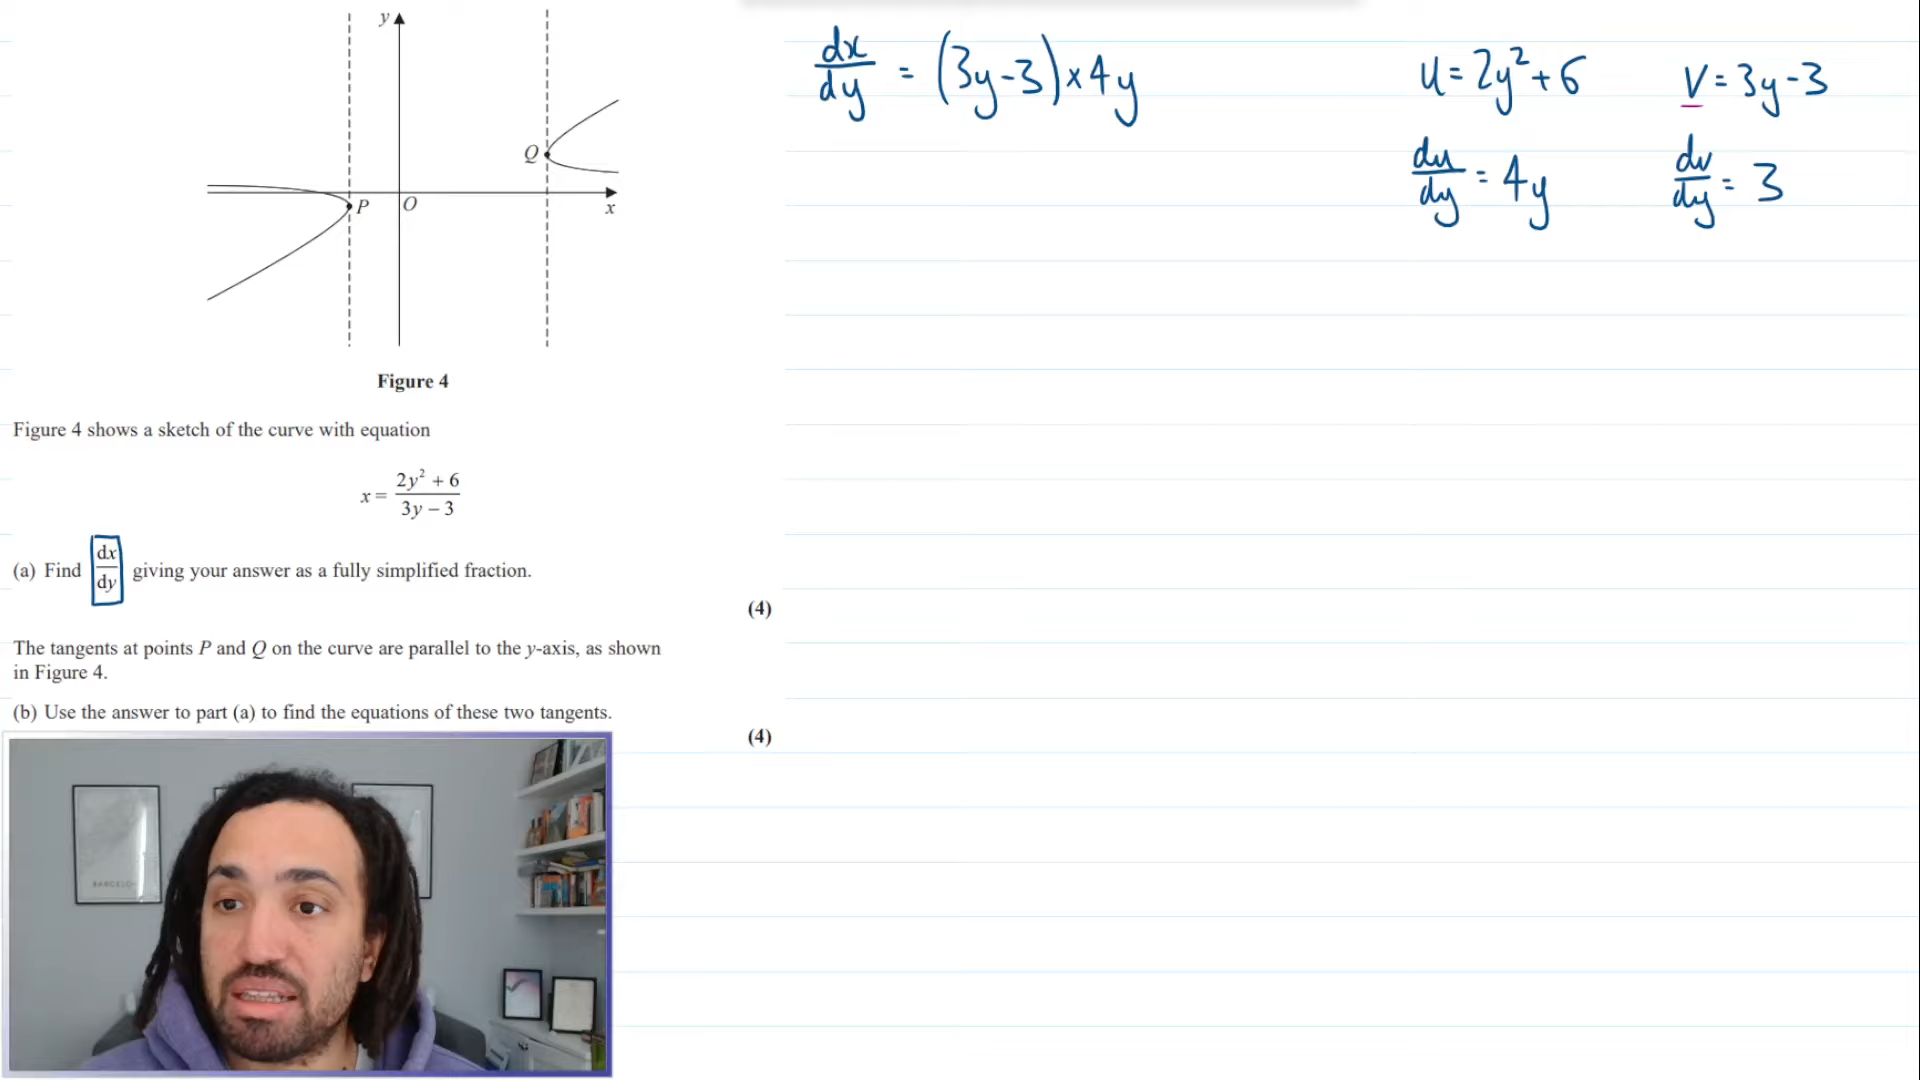 y
Q
P
O
x
Figure 4
Figure 4 shows a sketch of the curve with equation
x = 2y² + 6 / 3y − 3
(a) Find dx/dy giving your answer as a fully simplified fraction.
(4)
The tangents at points P and Q on the curve are parallel to the y-axis, as shown
in Figure 4.
(b) Use the answer to part (a) to find the equations of these two tangents.
(4)
dx/dy = (3y-3)×4y
u = 2y²+6
v = 3y-3
du/dy = 4y
dv/dy = 3